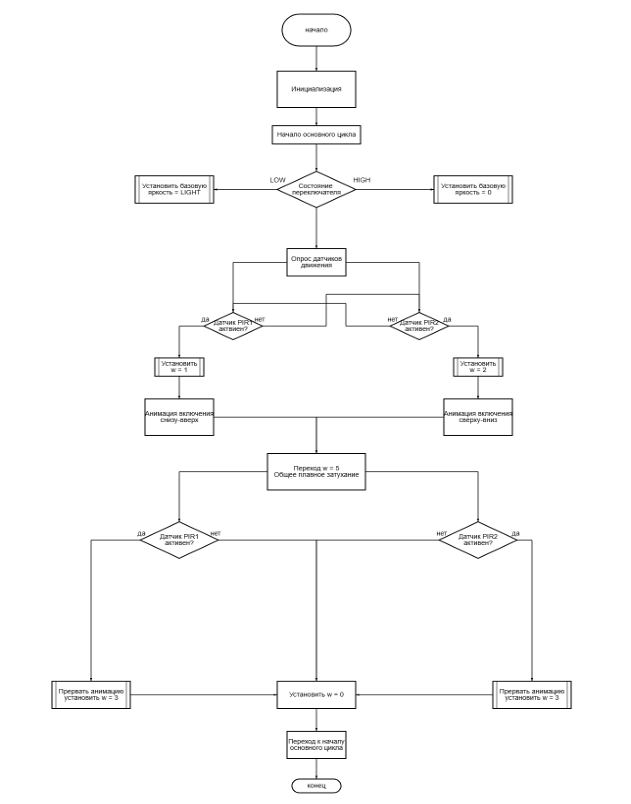 начало
Инициализация
Начало основного цикла
LOW
HIGH
Установить базовую
яркость = LIGHT
Состояние
переключателя
Установить базовую
яркость = 0
Опрос датчиков
движения
да
Датчик PIR1
активен?
нет
нет
Датчик PIR2
активен?
да
Установить
w = 1
Установить
w = 2
Анимация включения
снизу-вверх
Анимация включения
сверху-вниз
Переход w = 5
Общее плавное затухание
да
Датчик PIR1
активен?
нет
нет
Датчик PIR2
активен?
да
Прервать анимацию
установить w = 3
Установить w = 0
Прервать анимацию
установить w = 3
Переход к началу
основного цикла
конец